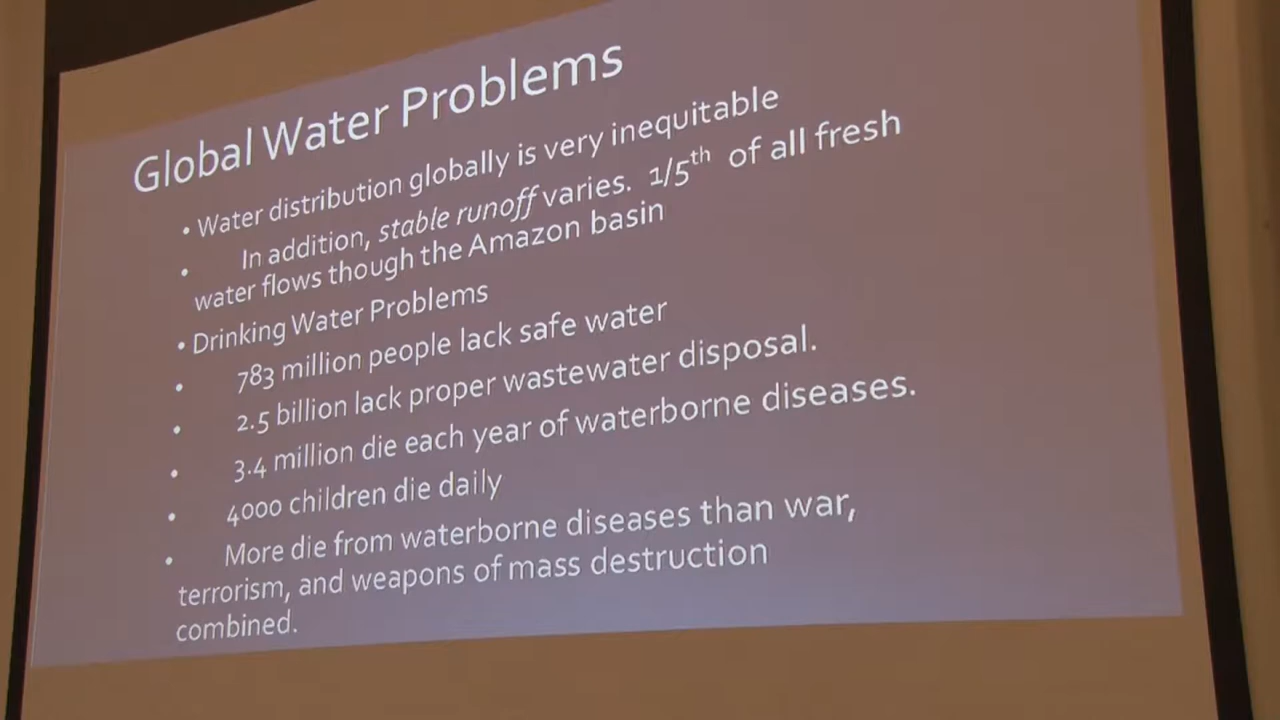 Global Water Problems
• Water distribution globally is very inequitable
• In addition, stable runoff varies. 1/5th of all fresh
water flows though the Amazon basin
• Drinking Water Problems
• 783 million people lack safe water
• 2.5 billion lack proper wastewater disposal.
• 3.4 million die each year of waterborne diseases.
• 4000 children die daily
• More die from waterborne diseases than war,
terrorism, and weapons of mass destruction
combined.